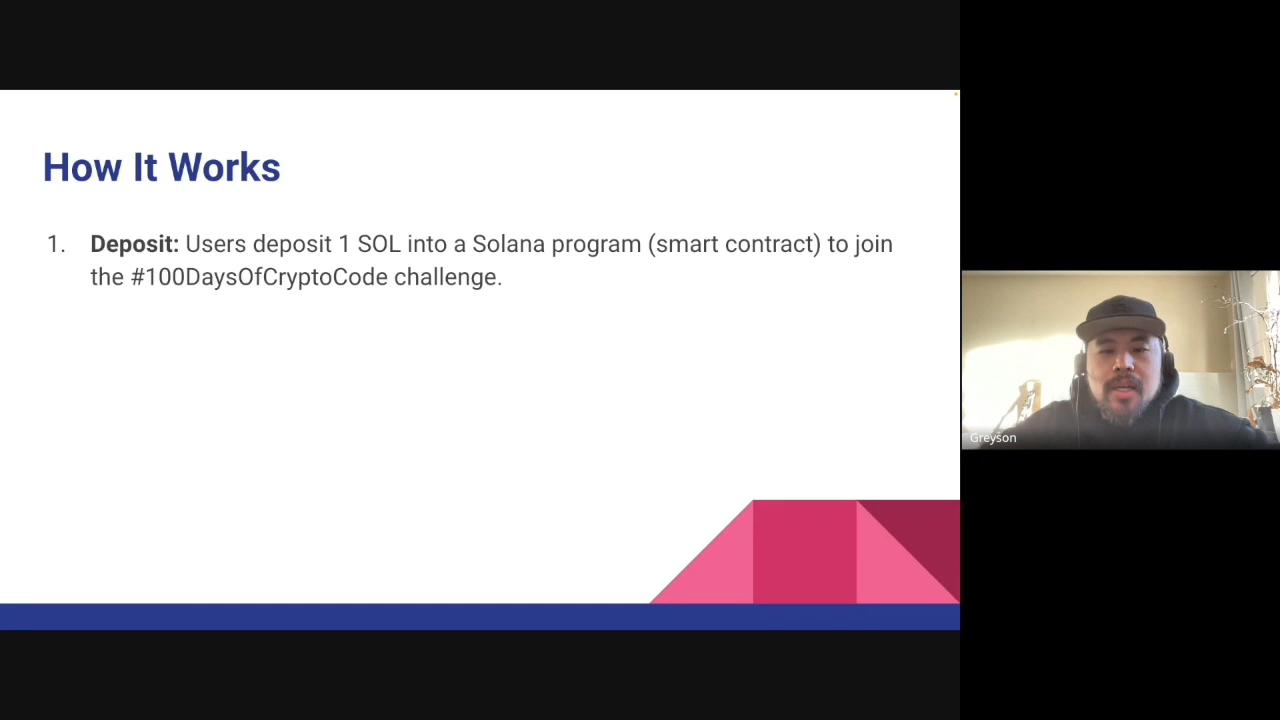 How It Works
1. Deposit: Users deposit 1 SOL into a Solana program (smart contract) to join
the #100DaysOfCryptoCode challenge.
Greyson